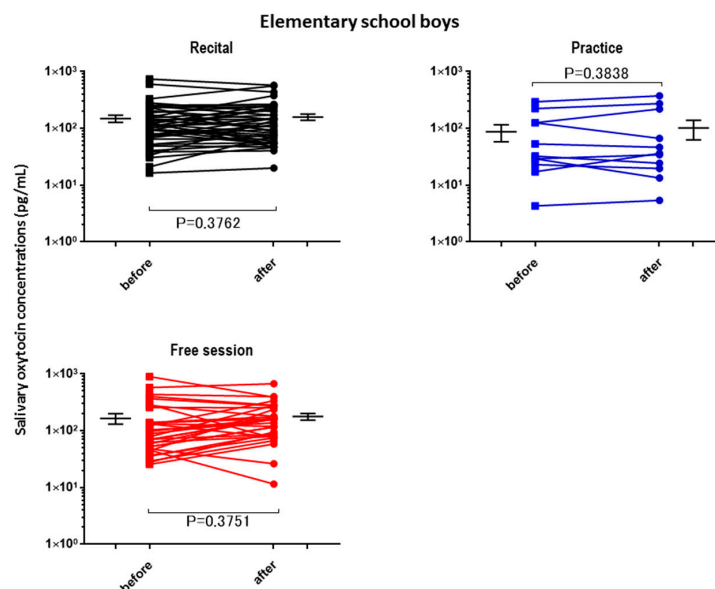 Elementary school boys
Salivary oxytocin concentrations (pg/mL)
Recital
1×10³
1×10²
1×10¹
1×10⁰
P=0.3762
before
after
Practice
1×10³
1×10²
1×10¹
1×10⁰
P=0.3838
before
after
Free session
1×10³
1×10²
1×10¹
1×10⁰
P=0.3751
before
after